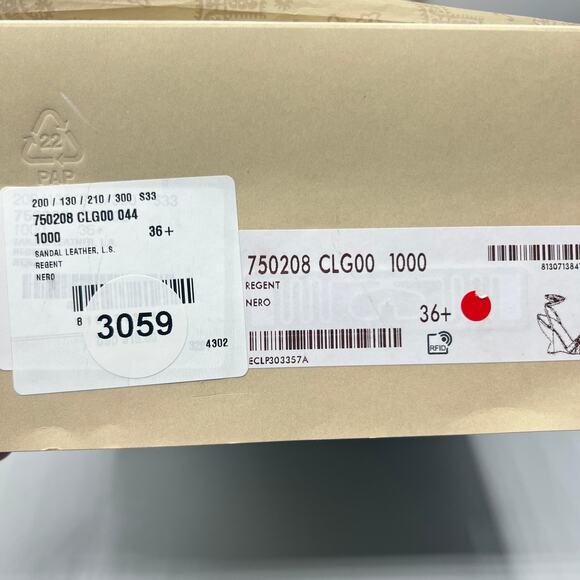 22
PAP
200 / 130 / 210 / 300 S33
750208 CLG00 044
1000 36+
SANDAL LEATHER, L.S.
REGENT
NERO
3059
4302
750208 CLG00 1000
REGENT
NERO
36+
ECLP303357A
RFID